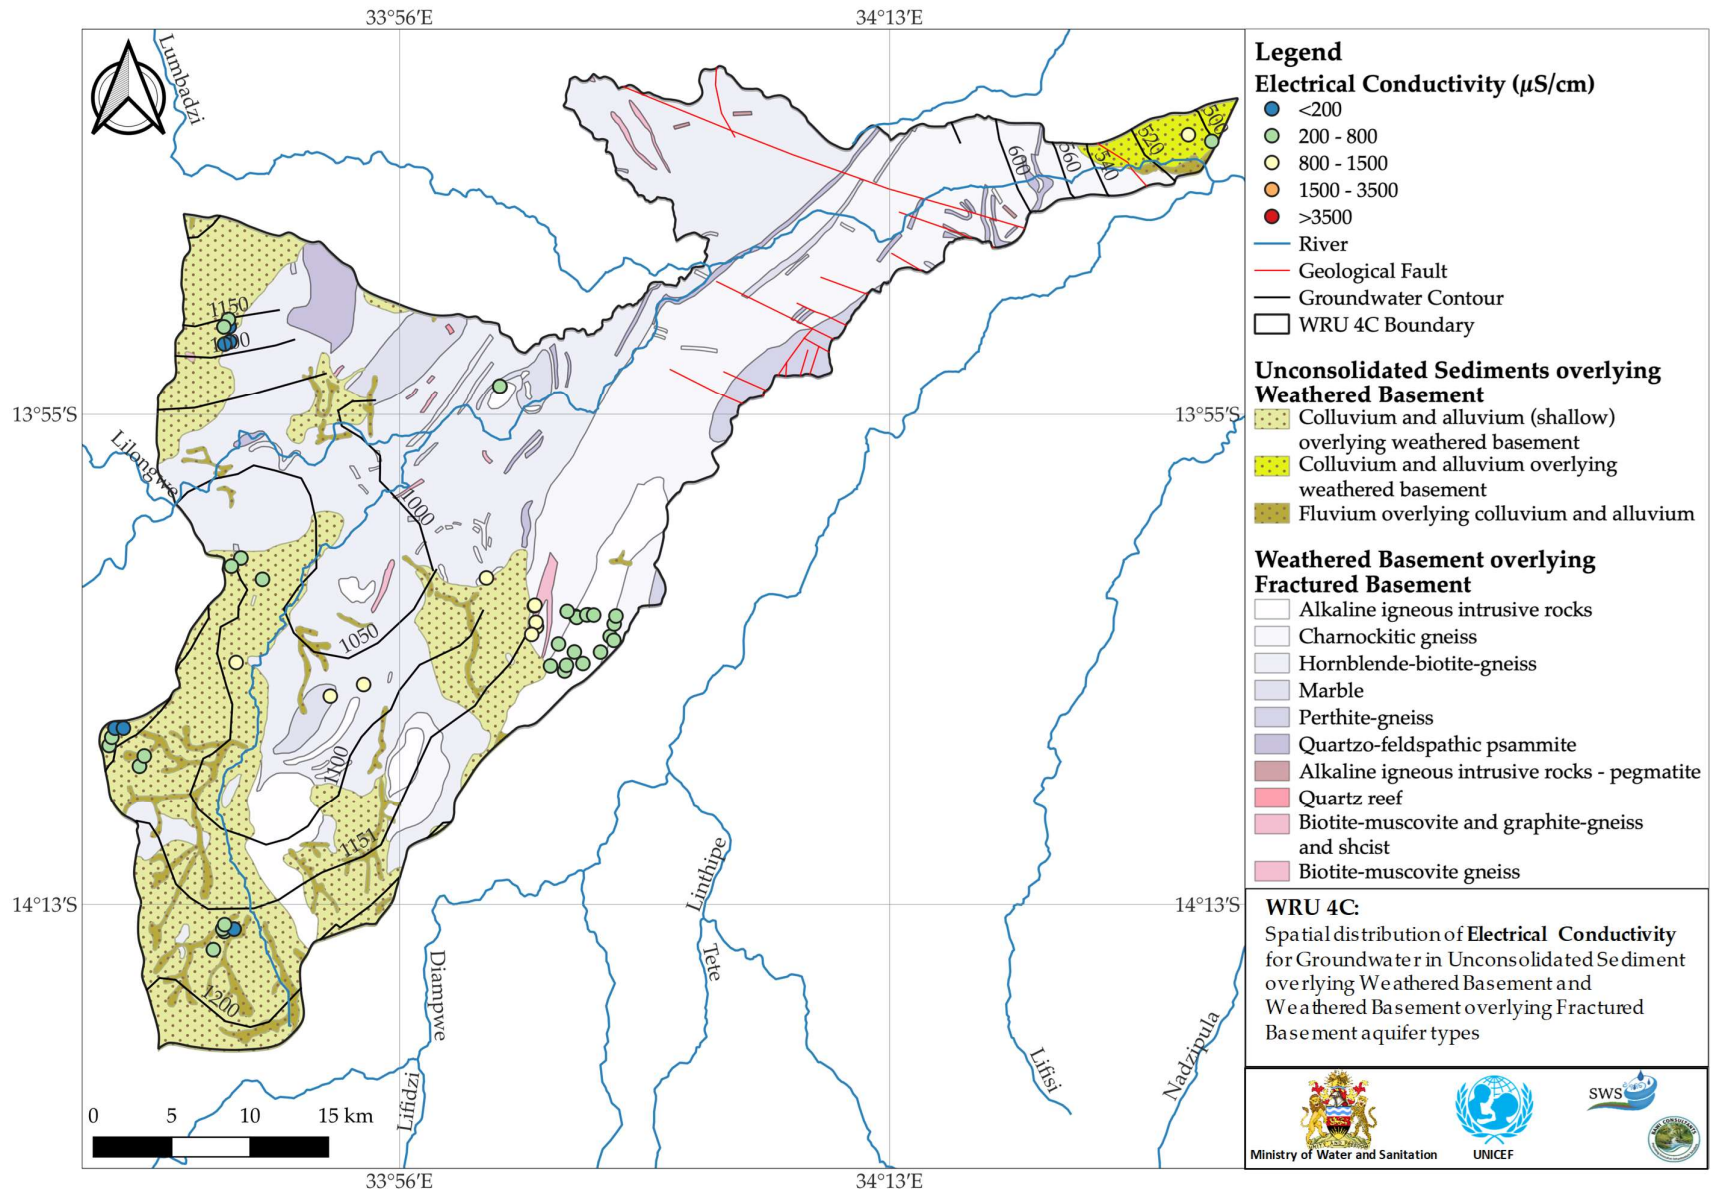 33°56'E
34°13'E
Lumbadzi
500
520
540
560
600
1150
1100
13°55'S
13°55'S
Lilongwe
1000
1050
1100
1151
14°13'S
14°13'S
1200
Linthipe
Tete
Diampwe
Lifidzi
Lifisi
Nadzipula
0 5 10 15 km
33°56'E
34°13'E
Legend
Electrical Conductivity (µS/cm)
<200
200 - 800
800 - 1500
1500 - 3500
>3500
River
Geological Fault
Groundwater Contour
WRU 4C Boundary
Unconsolidated Sediments overlying
Weathered Basement
Colluvium and alluvium (shallow)
overlying weathered basement
Colluvium and alluvium overlying
weathered basement
Fluvium overlying colluvium and alluvium
Weathered Basement overlying
Fractured Basement
Alkaline igneous intrusive rocks
Charnockitic gneiss
Hornblende-biotite-gneiss
Marble
Perthite-gneiss
Quartzo-feldspathic psammite
Alkaline igneous intrusive rocks - pegmatite
Quartz reef
Biotite-muscovite and graphite-gneiss
and shcist
Biotite-muscovite gneiss
WRU 4C:
Spatial distribution of Electrical Conductivity
for Groundwater in Unconsolidated Sediment
overlying Weathered Basement and
Weathered Basement overlying Fractured
Basement aquifer types
Ministry of Water and Sanitation
UNICEF
SWS